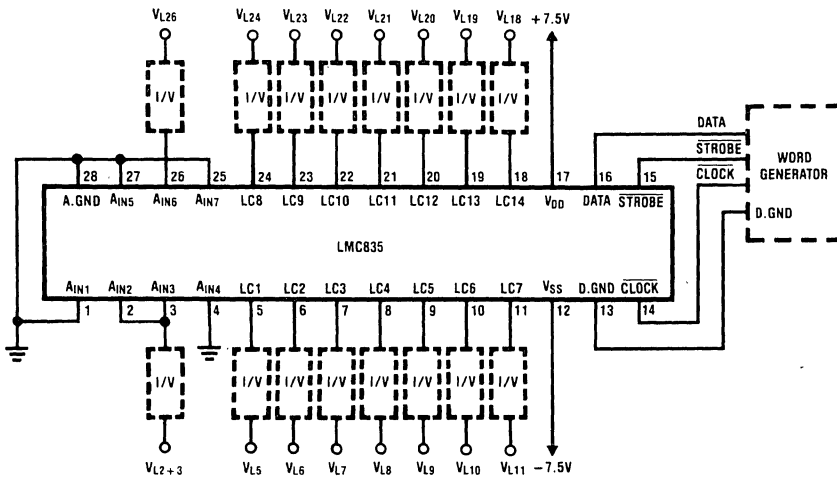 VL26 VL24 VL23 VL22 VL21 VL20 VL19 VL18 +7.5V
I/V I/V I/V I/V I/V I/V I/V I/V
DATA
STROBE
CLOCK
D.GND
WORD
GENERATOR
28 27 26 25 24 23 22 21 20 19 18 17 16 15
A.GND AIN5 AIN6 AIN7 LC8 LC9 LC10 LC11 LC12 LC13 LC14 VDD DATA STROBE
LMC835
AIN1 AIN2 AIN3 AIN4 LC1 LC2 LC3 LC4 LC5 LC6 LC7 VSS D.GND CLOCK
1 2 3 4 5 6 7 8 9 10 11 12 13 14
I/V I/V I/V I/V I/V I/V I/V I/V
VL2+3 VL5 VL6 VL7 VL8 VL9 VL10 VL11 −7.5V